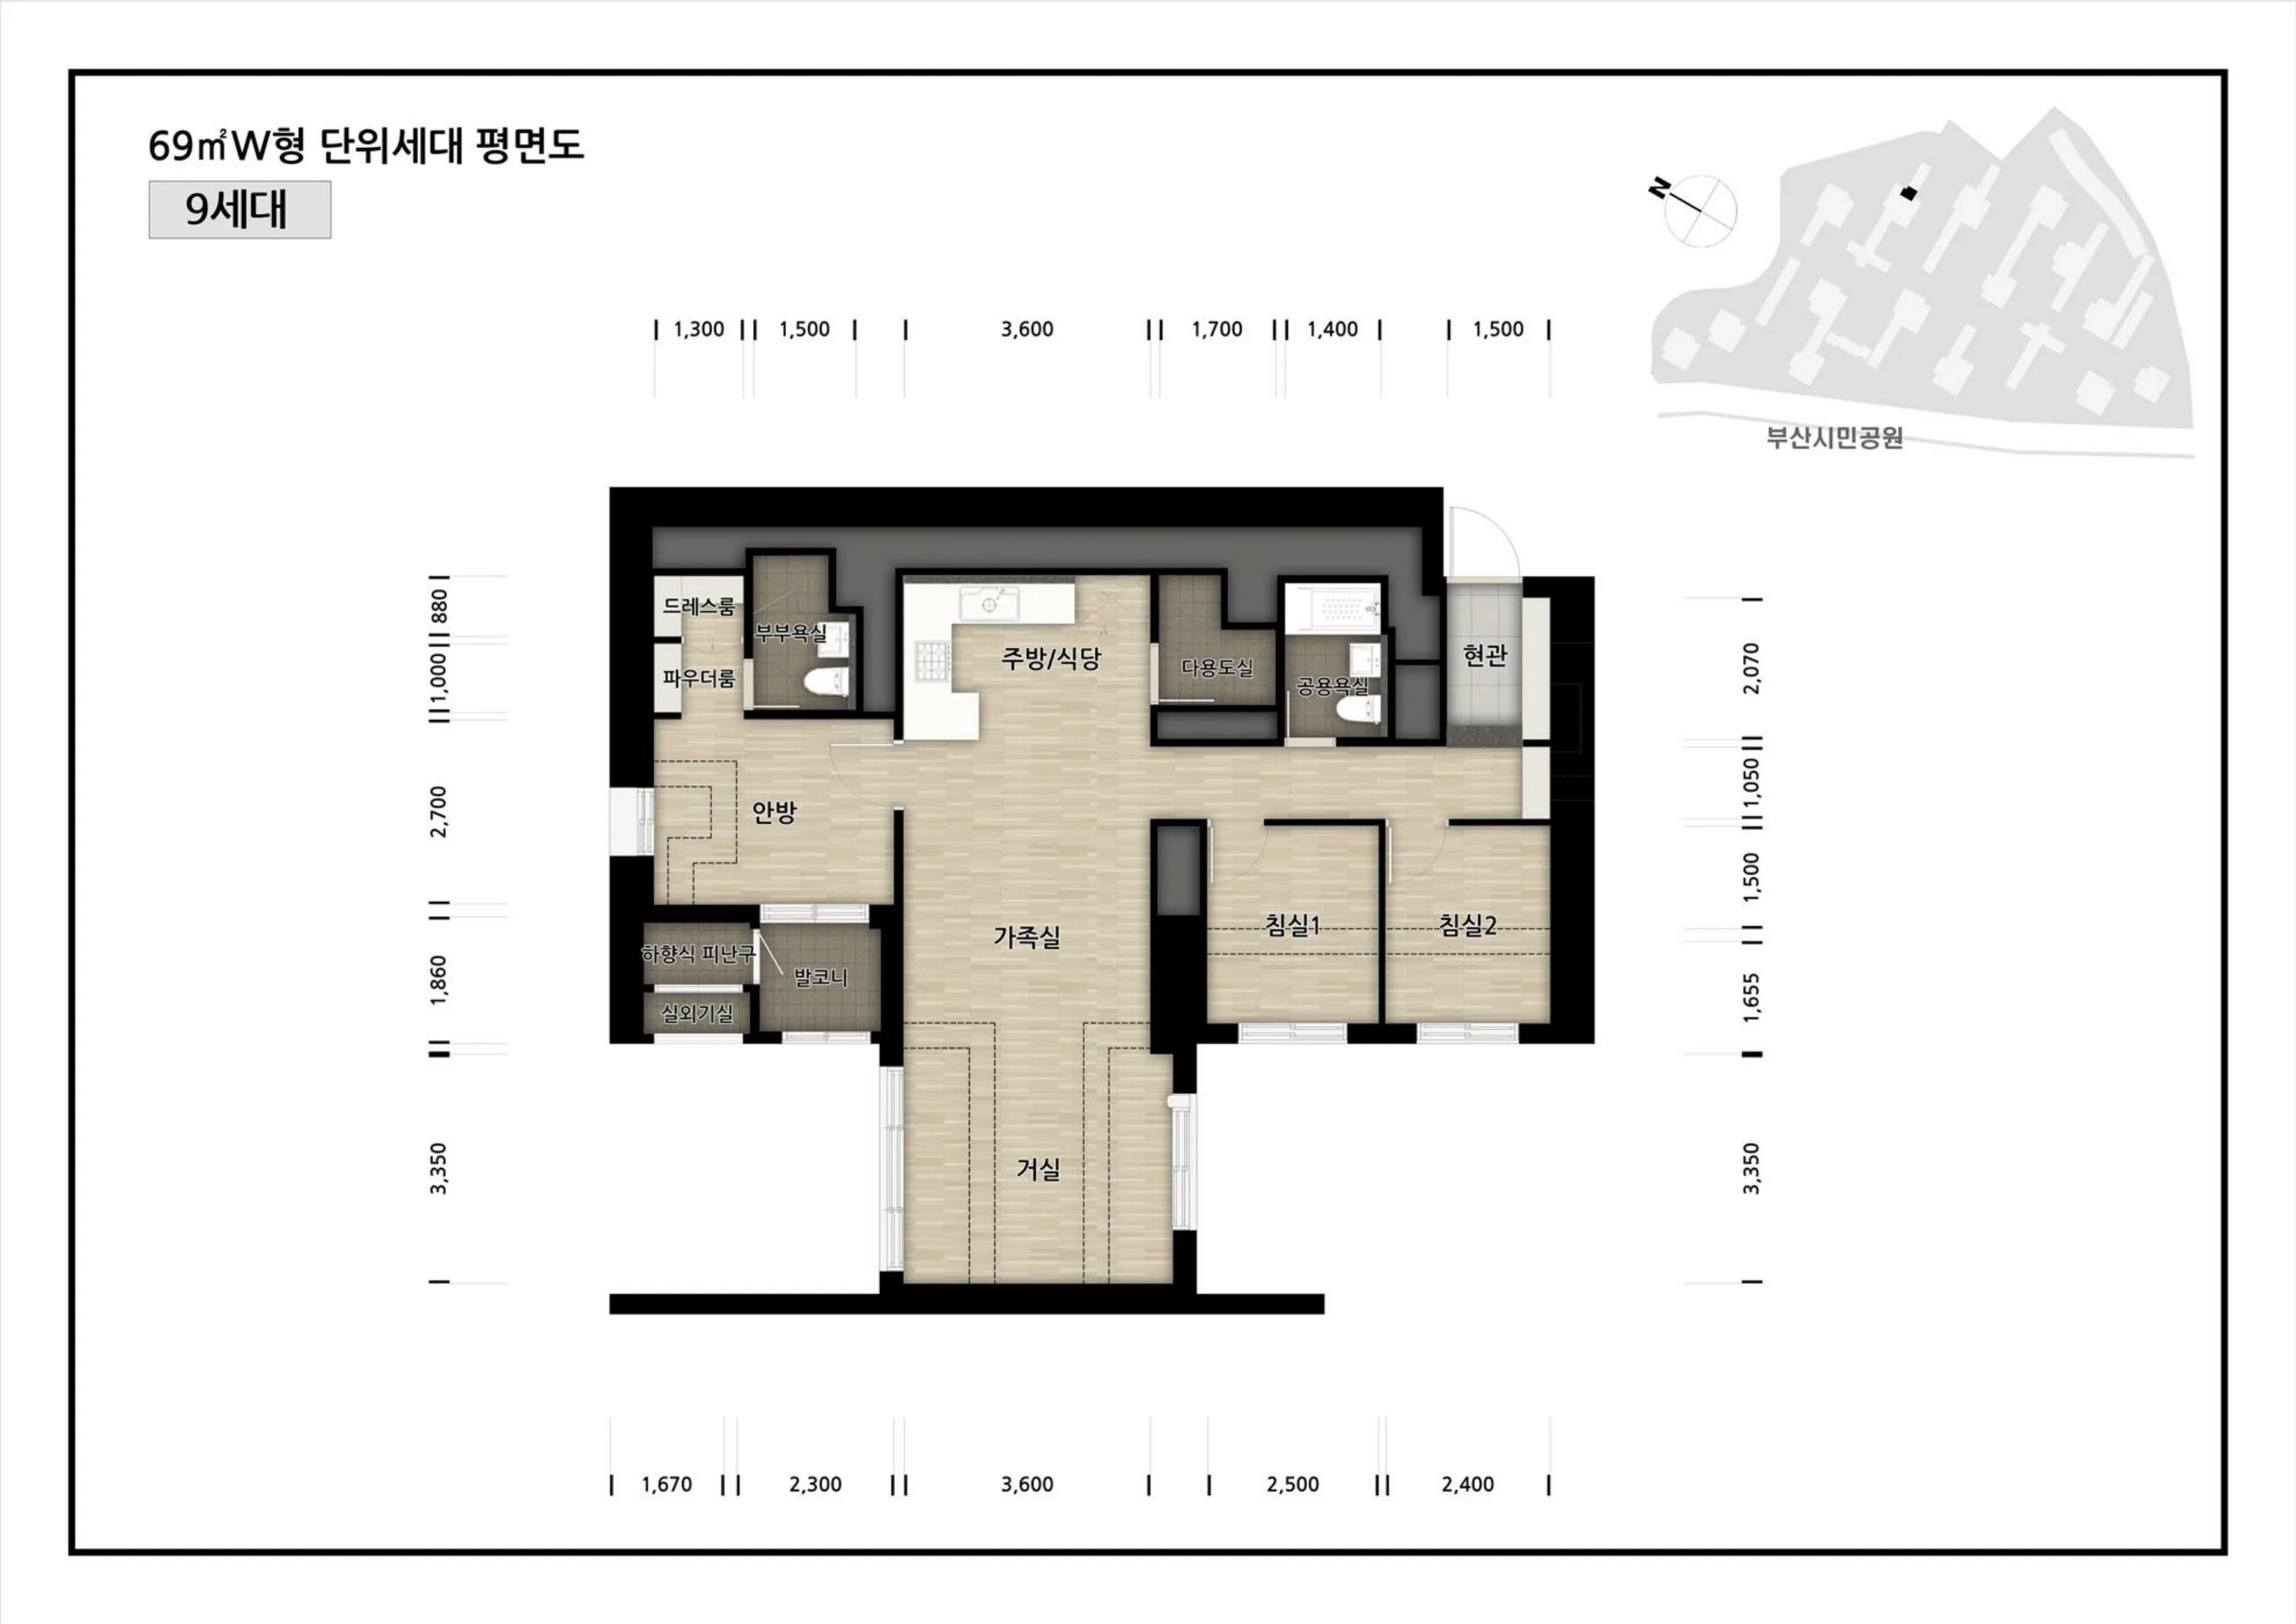 69㎡W형 단위세대 평면도
9세대
N
부산시민공원
1,300 1,500 3,600 1,700 1,400 1,500
880
1,000
2,700
1,860
3,350
드레스룸
부부욕실
파우더룸
주방/식당
다용도실
공용욕실
현관
안방
가족실
침실1
침실2
하향식 피난구
발코니
실외기실
거실
2,070
1,050
1,500
1,655
3,350
1,670 2,300 3,600 2,500 2,400